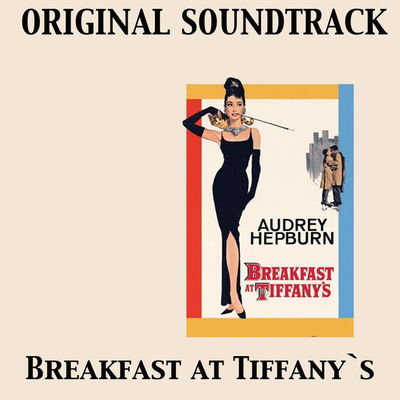 ORIGINAL SOUNDTRACK
AUDREY
HEPBURN
BREAKFAST
AT TIFFANY'S
BREAKFAST AT TIFFANY`S